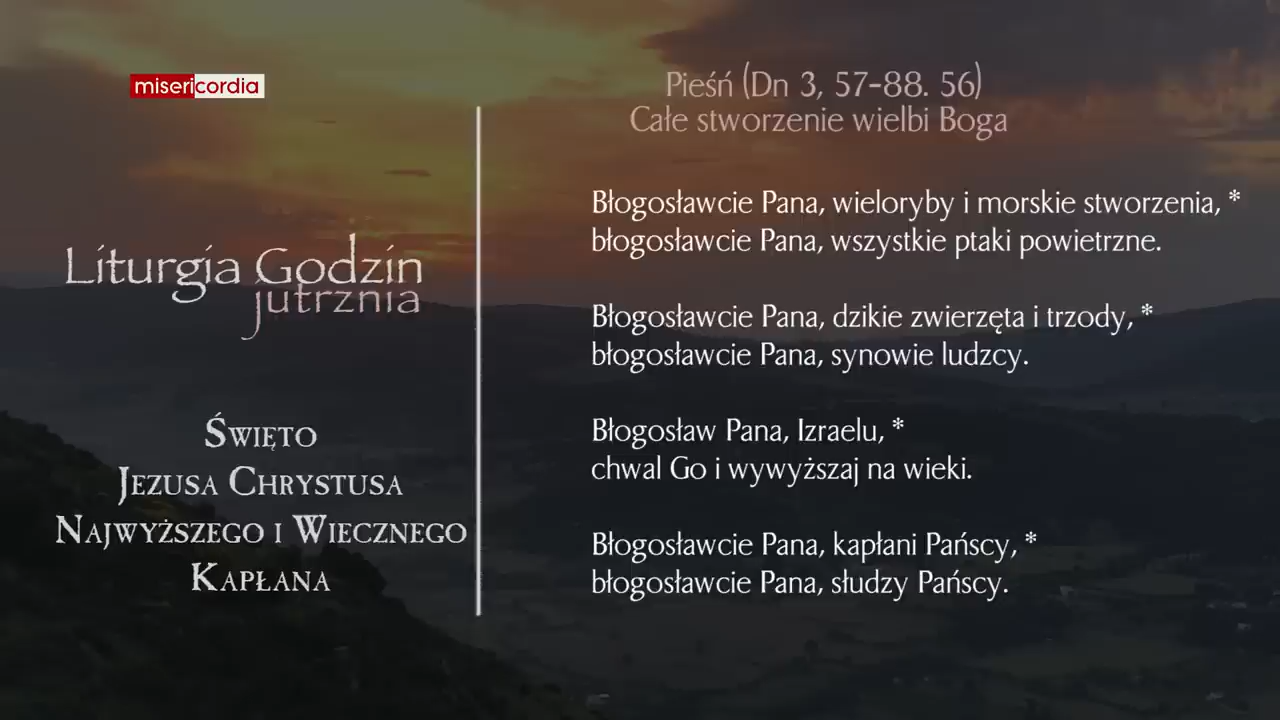 misericordia
Liturgia Godzin
jutrznia
Święto
Jezusa Chrystusa
Najwyższego i Wiecznego
Kapłana
Pieśń (Dn 3, 57-88. 56)
Całe stworzenie wielbi Boga
Błogosławcie Pana, wieloryby i morskie stworzenia, *
błogosławcie Pana, wszystkie ptaki powietrzne.
Błogosławcie Pana, dzikie zwierzęta i trzody, *
błogosławcie Pana, synowie ludzcy.
Błogosław Pana, Izraelu, *
chwal Go i wywyższaj na wieki.
Błogosławcie Pana, kapłani Pańscy, *
błogosławcie Pana, słudzy Pańscy.